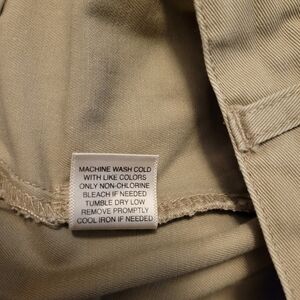 MACHINE WASH COLD
WITH LIKE COLORS
ONLY NON-CHLORINE
BLEACH IF NEEDED
TUMBLE DRY LOW
REMOVE PROMPTLY
COOL IRON IF NEEDED